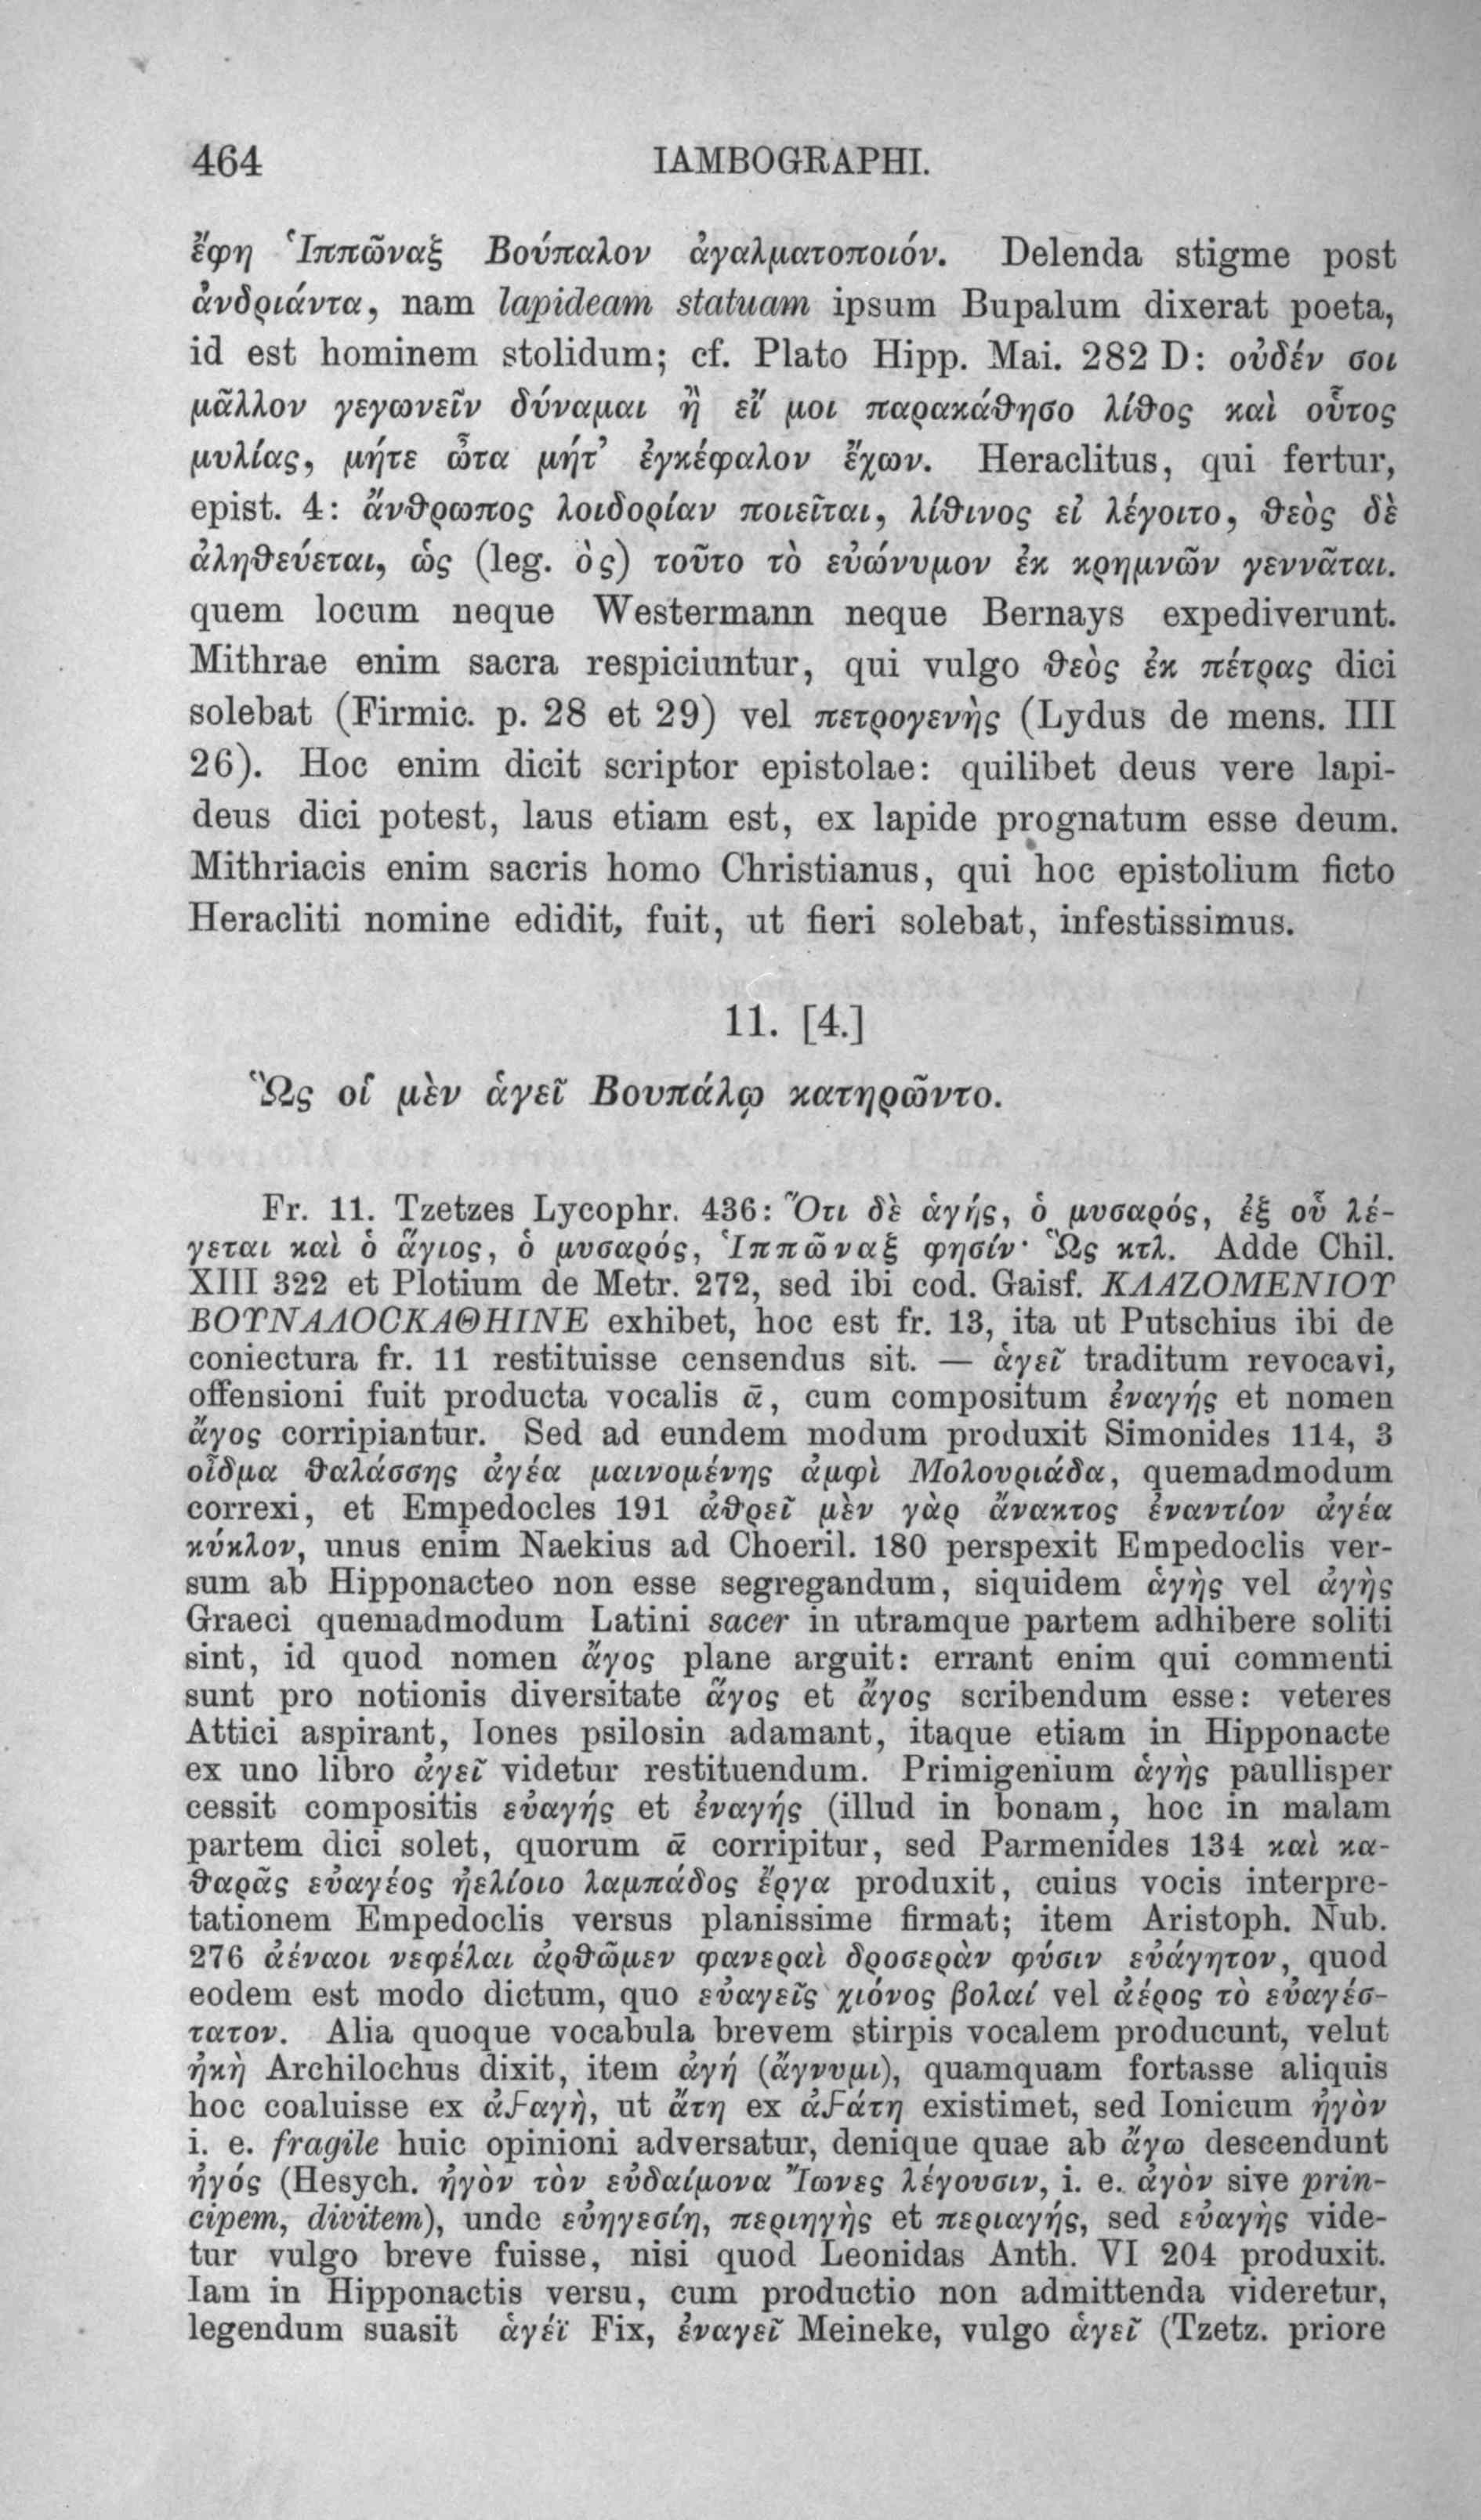 464 IAMBOGRAPHI.
ἔφη Ἱππῶναξ Βούπαλον ἀγαλματοποιόν. Delenda stigme post
ἀνδριάντα, nam lapideam statuam ipsum Bupalum dixerat poeta,
id est hominem stolidum; cf. Plato Hipp. Mai. 282 D: οὐδέν σοι
μᾶλλον γεγωνεῖν δύναμαι ἢ εἴ μοι παρακάθησο λίθος καὶ οὗτος
μυλίας, μήτε ὦτα μήτ’ ἐγκέφαλον ἔχων. Heraclitus, qui fertur,
epist. 4: ἄνθρωπος λοιδορίαν ποιεῖται, λίθινος εἰ λέγοιτο, θεὸς δὲ
ἀληθεύεται, ὡς (leg. ὃς) τοῦτο τὸ εὐώνυμον ἐκ κρημνῶν γεννᾶται.
quem locum neque Westermann neque Bernays expediverunt.
Mithrae enim sacra respiciuntur, qui vulgo θεὸς ἐκ πέτρας dici
solebat (Firmic. p. 28 et 29) vel πετρογενὴς (Lydus de mens. III
26). Hoc enim dicit scriptor epistolae: quilibet deus vere lapi-
deus dici potest, laus etiam est, ex lapide prognatum esse deum.
Mithriacis enim sacris homo Christianus, qui hoc epistolium ficto
Heracliti nomine edidit, fuit, ut fieri solebat, infestissimus.
11. [4.]
Ὣς οἵ μὲν ἁγεῖ Βουπάλῳ κατηρῶντο.
Fr. 11. Tzetzes Lycophr. 436: Ὅτι δὲ ἁγής, ὁ μυσαρός, ἐξ οὗ λέ-
γεται καὶ ὁ ἅγιος, ὁ μυσαρός, Ἱππῶναξ φησίν· Ὣς κτλ. Adde Chil.
XIII 322 et Plotium de Metr. 272, sed ibi cod. Gaisf. ΚΛΑΖΟΜΕΝΙΟΥ
ΒΟΥΝΑΛΟϹΚΑΘΗΙΝΕ exhibet, hoc est fr. 13, ita ut Putschius ibi de
coniectura fr. 11 restituisse censendus sit. — ἁγεῖ traditum revocavi,
offensioni fuit producta vocalis ᾱ, cum compositum ἐναγής et nomen
ἄγος corripiantur. Sed ad eundem modum produxit Simonides 114, 3
οἶδμα θαλάσσης ἀγέα μαινομένης ἀμφὶ Μολουριάδα, quemadmodum
correxi, et Empedocles 191 ἀθρεῖ μὲν γὰρ ἄνακτος ἐναντίον ἀγέα
κύκλον, unus enim Naekius ad Choeril. 180 perspexit Empedoclis ver-
sum ab Hipponacteo non esse segregandum, siquidem ἁγὴς vel ἀγὴς
Graeci quemadmodum Latini sacer in utramque partem adhibere soliti
sint, id quod nomen ἄγος plane arguit: errant enim qui commenti
sunt pro notionis diversitate ἅγος et ἄγος scribendum esse: veteres
Attici aspirant, Iones psilosin adamant, itaque etiam in Hipponacte
ex uno libro ἀγεῖ videtur restituendum. Primigenium ἁγὴς paullisper
cessit compositis εὐαγής et ἐναγής (illud in bonam, hoc in malam
partem dici solet, quorum ᾱ corripitur, sed Parmenides 134 καὶ κα-
θαρᾶς εὐαγέος ἠελίοιο λαμπάδος ἔργα produxit, cuius vocis interpre-
tationem Empedoclis versus planissime firmat; item Aristoph. Nub.
276 ἀέναοι νεφέλαι ἀρθῶμεν φανεραὶ δροσερὰν φύσιν εὐάγητον, quod
eodem est modo dictum, quo εὐαγεῖς χιόνος βολαί vel ἀέρος τὸ εὐαγέσ-
τατον. Alia quoque vocabula brevem stirpis vocalem producunt, velut
ἠκὴ Archilochus dixit, item ἀγή (ἄγνυμι), quamquam fortasse aliquis
hoc coaluisse ex ἀϝαγὴ, ut ἄτη ex ἀϝάτη existimet, sed Ionicum ἠγὸν
i. e. fragile huic opinioni adversatur, denique quae ab ἄγω descendunt
ἠγός (Hesych. ἠγὸν τὸν εὐδαίμονα Ἴωνες λέγουσιν, i. e. ἀγὸν sive prin-
cipem, divitem), unde εὐηγεσίη, περιηγὴς et περιαγής, sed εὐαγὴς vide-
tur vulgo breve fuisse, nisi quod Leonidas Anth. VI 204 produxit.
Iam in Hipponactis versu, cum productio non admittenda videretur,
legendum suasit ἁγέϊ Fix, ἐναγεῖ Meineke, vulgo ἁγεῖ (Tzetz. priore